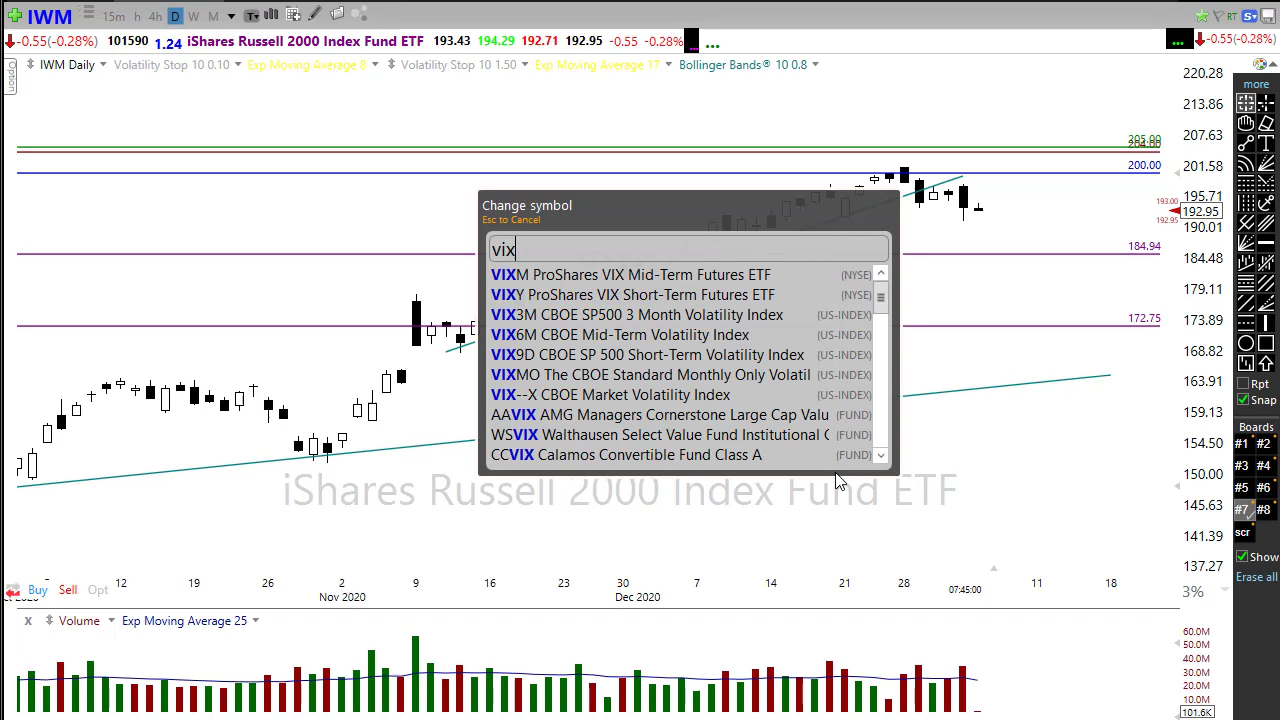 IWM 15m h 4h D W M T
-0.55(-0.28%) 101590 1.24 iShares Russell 2000 Index Fund ETF 193.43 194.29 192.71 192.95 -0.55 -0.28% ... ... ... -0.55(-0.28%)
RT S
Option
IWM Daily Volatility Stop 10 0.10 Exp Moving Average 8 Volatility Stop 10 1.50 Exp Moving Average 17 Bollinger Bands® 10 0.8
220.28
213.86
207.63
201.58
195.71
192.95
190.01
184.48
179.11
173.89
168.82
163.91
159.13
154.50
150.00
145.63
141.39
137.27
205.00
204.00
200.00
193.00
192.95
184.94
172.75
Change symbol
Esc to Cancel
vix
VIXM ProShares VIX Mid-Term Futures ETF (NYSE)
VIXY ProShares VIX Short-Term Futures ETF (NYSE)
VIX3M CBOE SP500 3 Month Volatility Index (US-INDEX)
VIX6M CBOE Mid-Term Volatility Index (US-INDEX)
VIX9D CBOE SP 500 Short-Term Volatility Index (US-INDEX)
VIXMO The CBOE Standard Monthly Only Volatil (US-INDEX)
VIX--X CBOE Market Volatility Index (US-INDEX)
AAVIX AMG Managers Cornerstone Large Cap Valu (FUND)
WSVIX Walthausen Select Value Fund Institutional C (FUND)
CCVIX Calamos Convertible Fund Class A (FUND)
iShares Russell 2000 Index Fund ETF
more
T
Rpt
Snap
Boards
#1 #2
#3 #4
#5 #6
#7 #8
scr
Show
Erase all
12 19 26 2 9 16 23 30 7 14 21 28 11 18
Buy Sell Opt
2020 Nov 2020 Dec 2020 07:45:00
3%
x Volume Exp Moving Average 25
60.0M
50.0M
40.0M
30.0M
20.0M
10.0M
101.6K